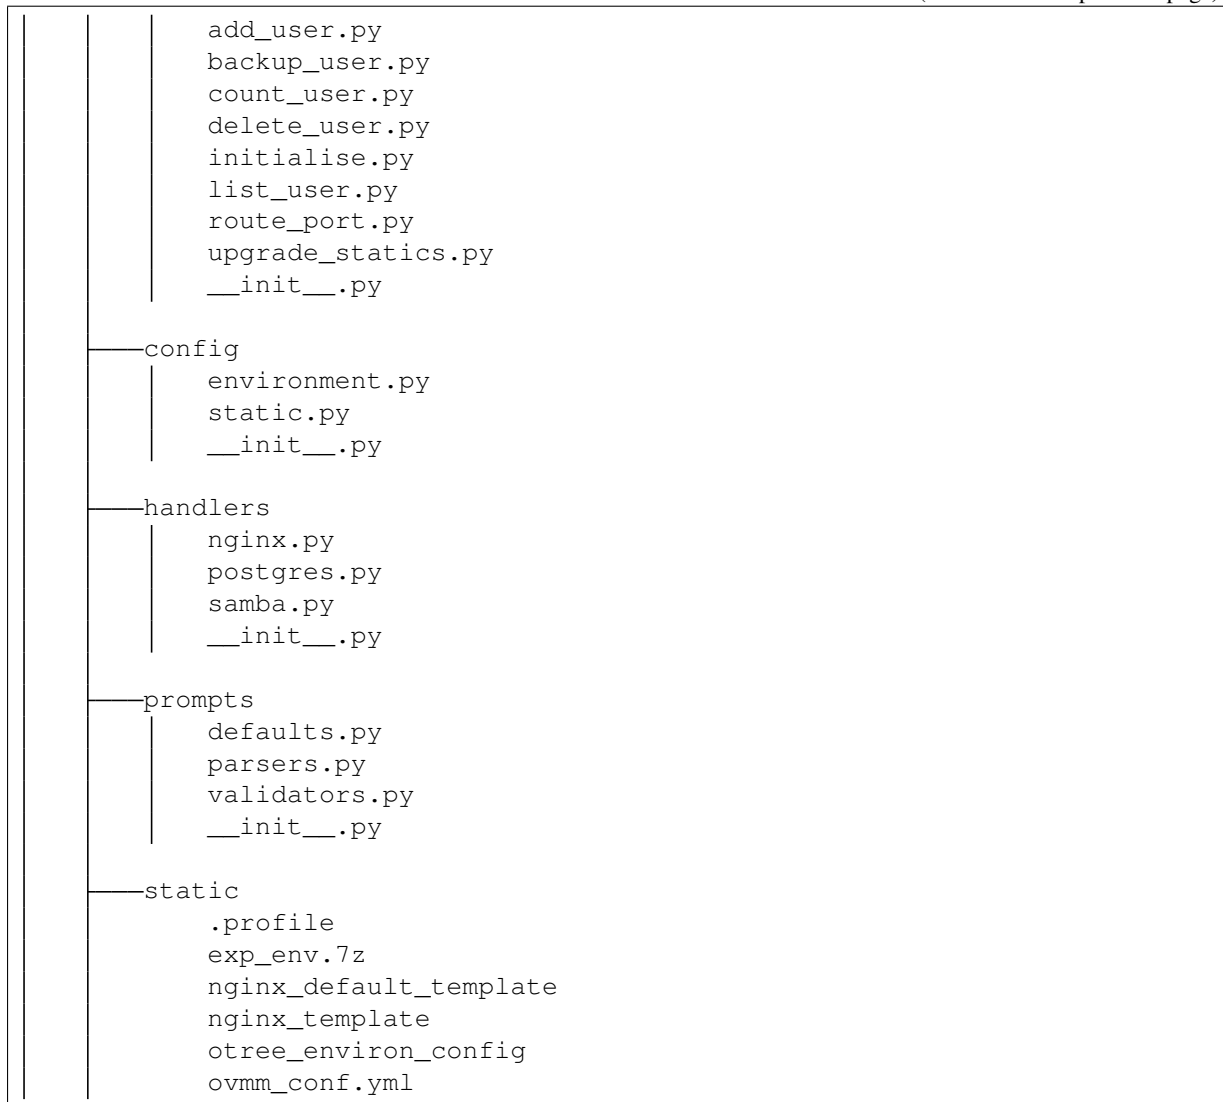 add_user.py
backup_user.py
count_user.py
delete_user.py
initialise.py
list_user.py
route_port.py
upgrade_statics.py
__init__.py
config
environment.py
static.py
__init__.py
handlers
nginx.py
postgres.py
samba.py
__init__.py
prompts
defaults.py
parsers.py
validators.py
__init__.py
static
.profile
exp_env.7z
nginx_default_template
nginx_template
otree_environ_config
ovmm_conf.yml